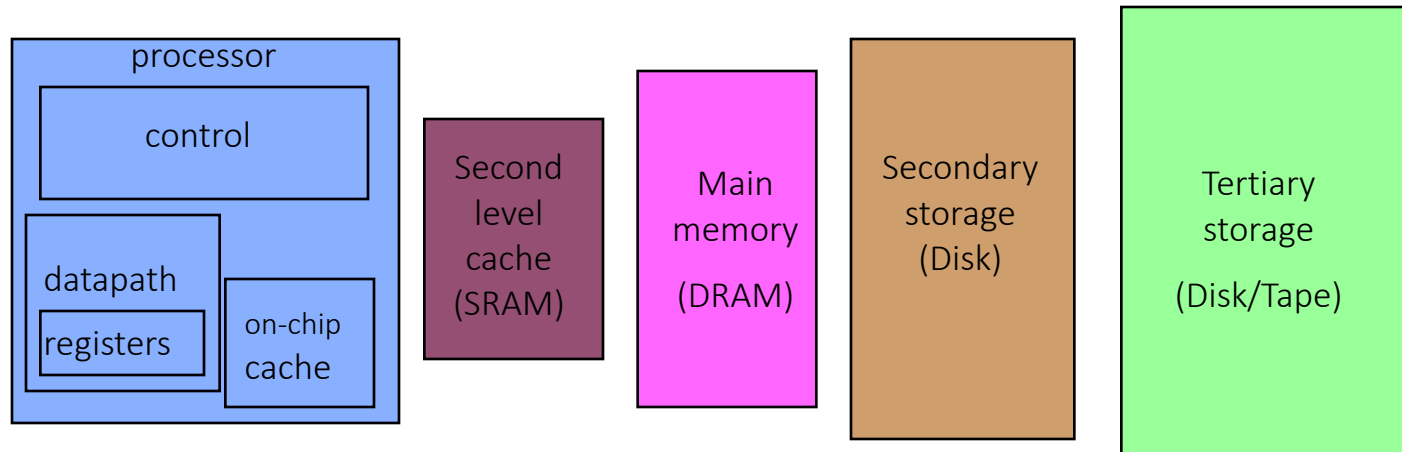 processor
control
datapath
registers
on-chip
cache
Second
level
cache
(SRAM)
Main
memory
(DRAM)
Secondary
storage
(Disk)
Tertiary
storage
(Disk/Tape)